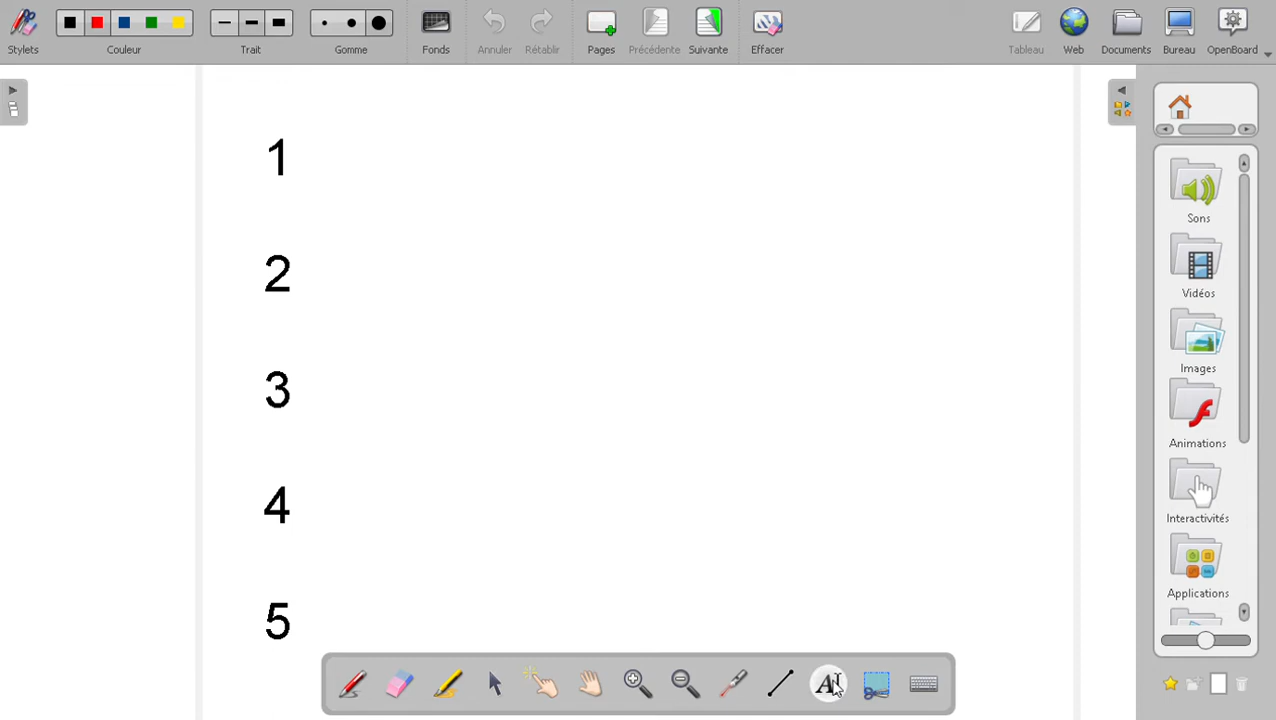 Stylets Couleur Trait Gomme Fonds Annuler Rétablir Pages Précédente Suivante Effacer Tableau Web Documents Bureau OpenBoard
1
2
3
4
5
Sons
Vidéos
Images
Animations
Interactivités
Applications
A